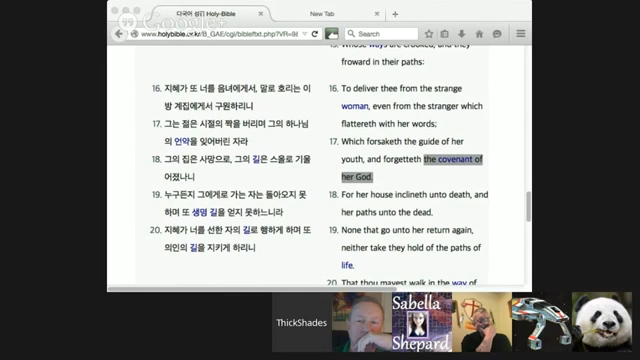 다국어 성경 Holy-Bible
New Tab
Google+
www.holybible.or.kr/B_GAE/cgi/bibleftxt.php?VR=
Whose ways are crooked, and they
froward in their paths:
16. 지혜가 또 너를 음녀에게서, 말로 호리는 이
방 계집에게서 구원하리니
17. 그는 젊은 시절의 짝을 버리며 그의 하나님
의 언약을 잊어버린 자라
18. 그의 집은 사망으로, 그의 길은 스올로 기울
어졌나니
19. 누구든지 그에게로 가는 자는 돌아오지 못
하며 또 생명 길을 얻지 못하느니라
20. 지혜가 너를 선한 자의 길로 행하게 하며 또
의인의 길을 지키게 하리니
16. To deliver thee from the strange
woman, even from the stranger which
flattereth with her words;
17. Which forsaketh the guide of her
youth, and forgetteth the covenant of
her God.
18. For her house inclineth unto death, and
her paths unto the dead.
19. None that go unto her return again,
neither take they hold of the paths of
life.
20. That thou mayest walk in the way of
ThickShades
Sabella
Shepard